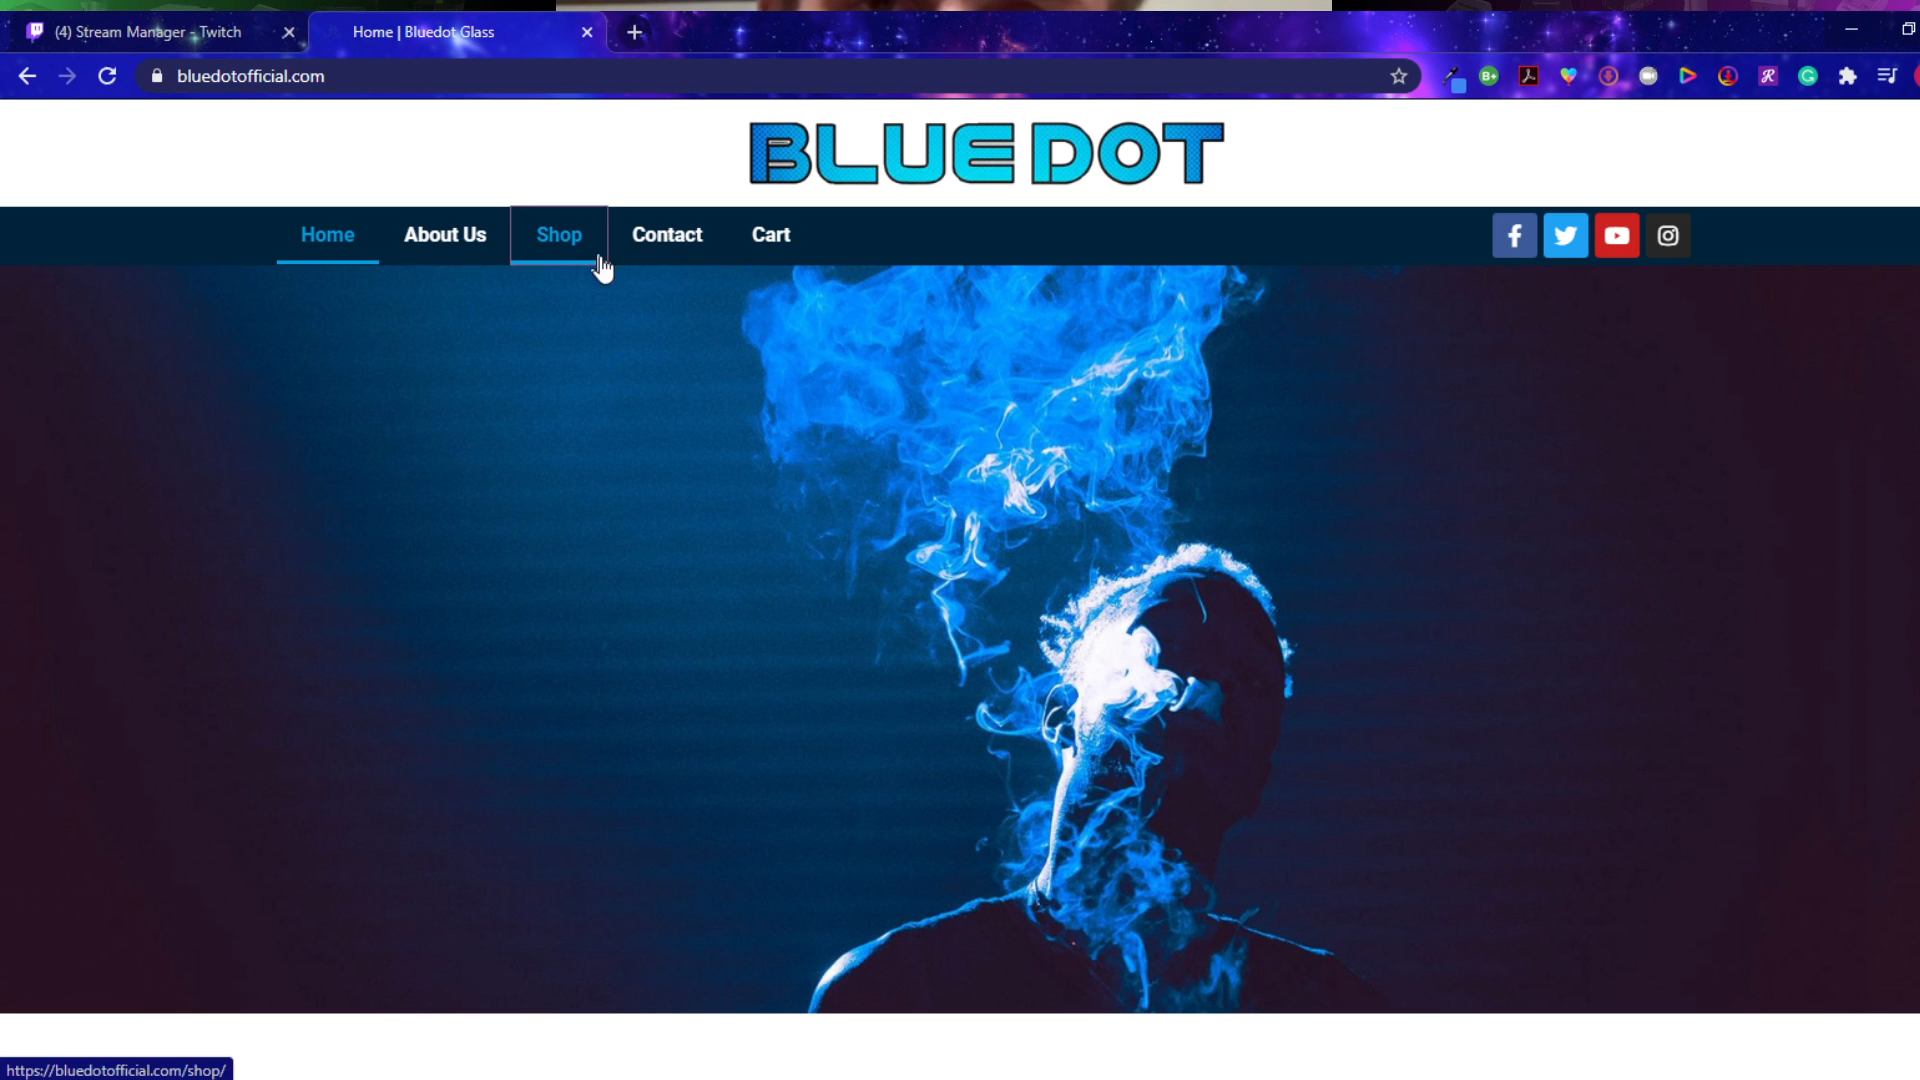 (4) Stream Manager - Twitch
Home | Bluedot Glass
bluedotofficial.com
B+
BLUE DOT
Home
About Us
Shop
Contact
Cart
https://bluedotofficial.com/shop/